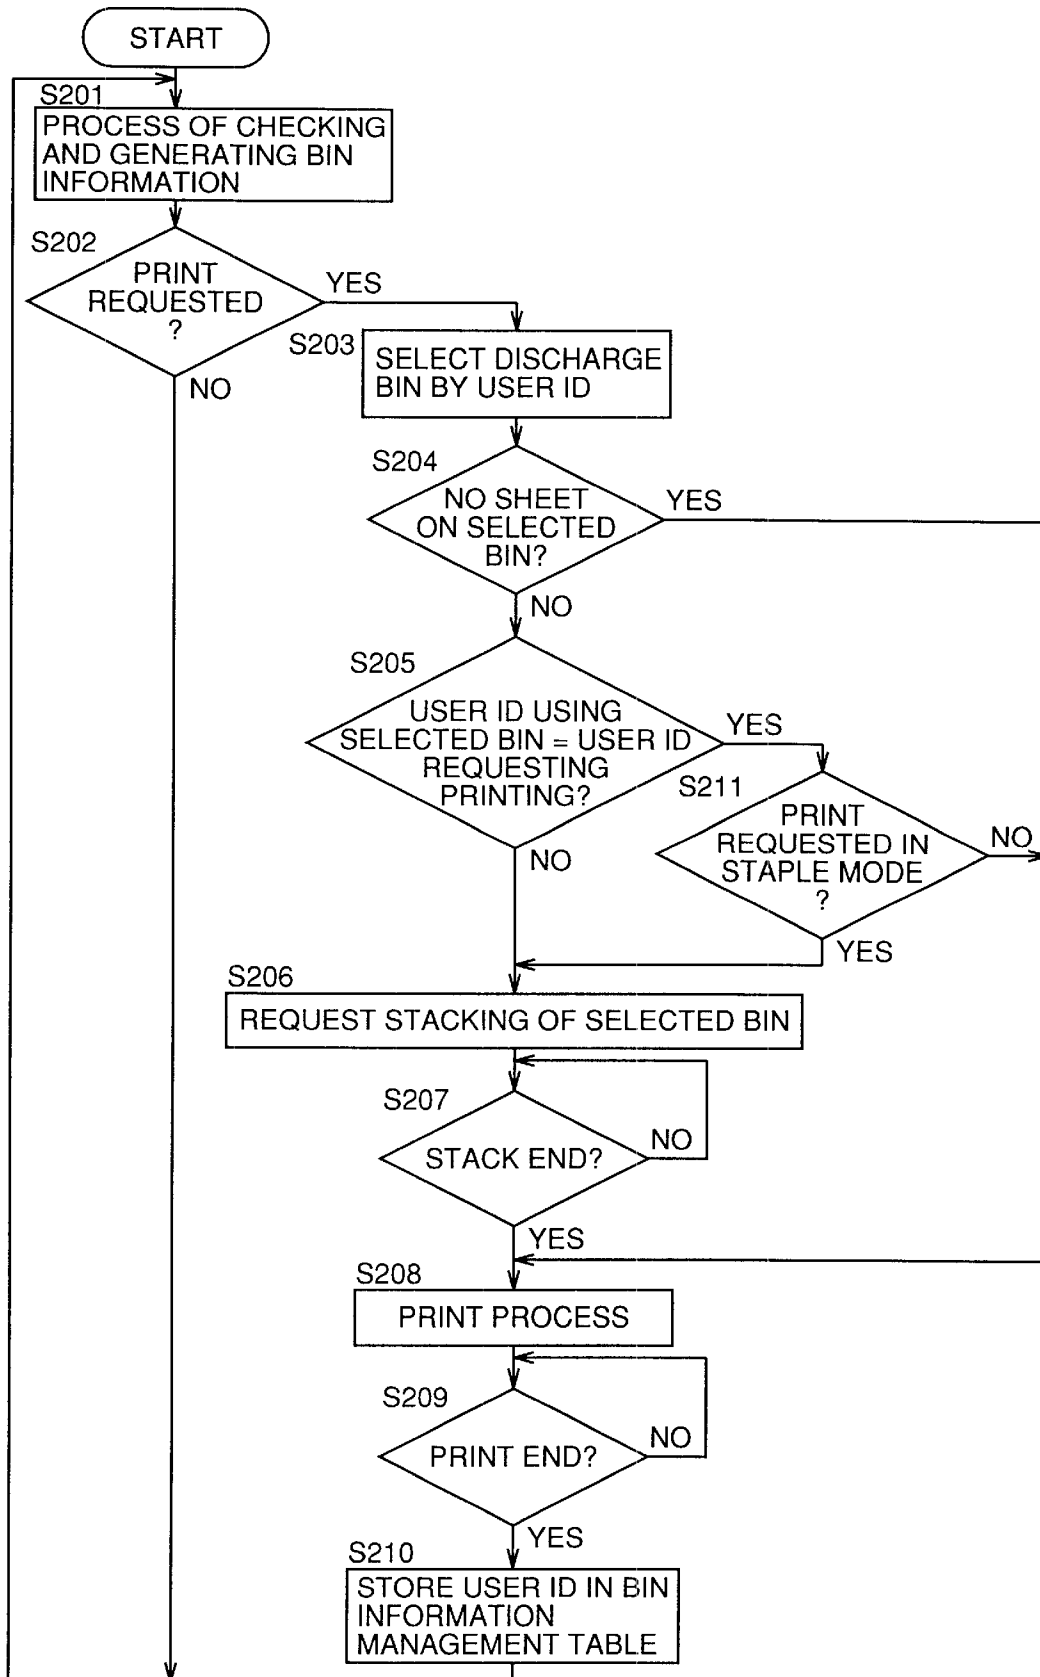 START
S201
PROCESS OF CHECKING
AND GENERATING BIN
INFORMATION
S202
PRINT
REQUESTED
?
YES
NO
S203
SELECT DISCHARGE
BIN BY USER ID
S204
NO SHEET
ON SELECTED
BIN?
YES
NO
S205
USER ID USING
SELECTED BIN = USER ID
REQUESTING
PRINTING?
YES
NO
S211
PRINT
REQUESTED IN
STAPLE MODE
?
NO
YES
S206
REQUEST STACKING OF SELECTED BIN
S207
STACK END?
NO
YES
S208
PRINT PROCESS
S209
PRINT END?
NO
YES
S210
STORE USER ID IN BIN
INFORMATION
MANAGEMENT TABLE